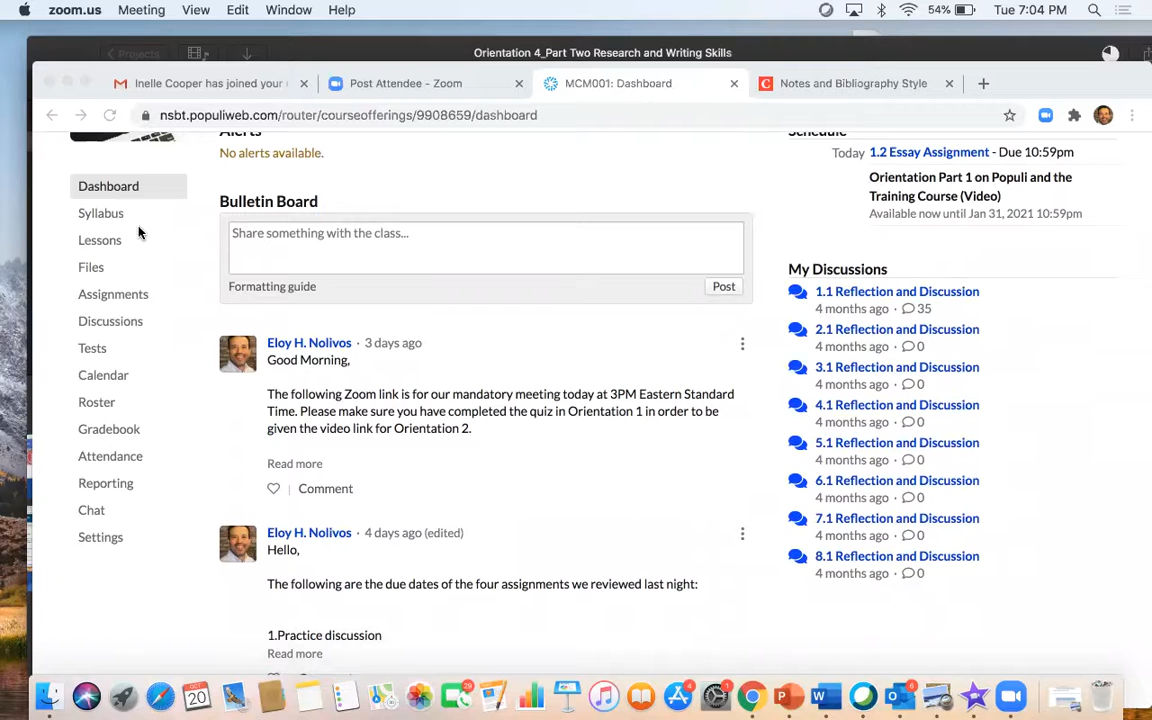 zoom.us Meeting View Edit Window Help 54% Tue 7:04 PM
Projects Orientation 4_Part Two Research and Writing Skills
Inelle Cooper has joined your Post Attendee - Zoom MCM001: Dashboard Notes and Bibliography Style
nsbt.populiweb.com/router/courseofferings/9908659/dashboard
Alerts
No alerts available.
Dashboard
Syllabus
Lessons
Files
Assignments
Discussions
Tests
Calendar
Roster
Gradebook
Attendance
Reporting
Chat
Settings
Bulletin Board
Share something with the class...
Formatting guide Post
Eloy H. Nolivos · 3 days ago
Good Morning,
The following Zoom link is for our mandatory meeting today at 3PM Eastern Standard
Time. Please make sure you have completed the quiz in Orientation 1 in order to be
given the video link for Orientation 2.
Read more
Comment
Eloy H. Nolivos · 4 days ago (edited)
Hello,
The following are the due dates of the four assignments we reviewed last night:
1.Practice discussion
Read more
Schedule
Today 1.2 Essay Assignment - Due 10:59pm
Orientation Part 1 on Populi and the
Training Course (Video)
Available now until Jan 31, 2021 10:59pm
My Discussions
1.1 Reflection and Discussion
4 months ago · 35
2.1 Reflection and Discussion
4 months ago · 0
3.1 Reflection and Discussion
4 months ago · 0
4.1 Reflection and Discussion
4 months ago · 0
5.1 Reflection and Discussion
4 months ago · 0
6.1 Reflection and Discussion
4 months ago · 0
7.1 Reflection and Discussion
4 months ago · 0
8.1 Reflection and Discussion
4 months ago · 0
20